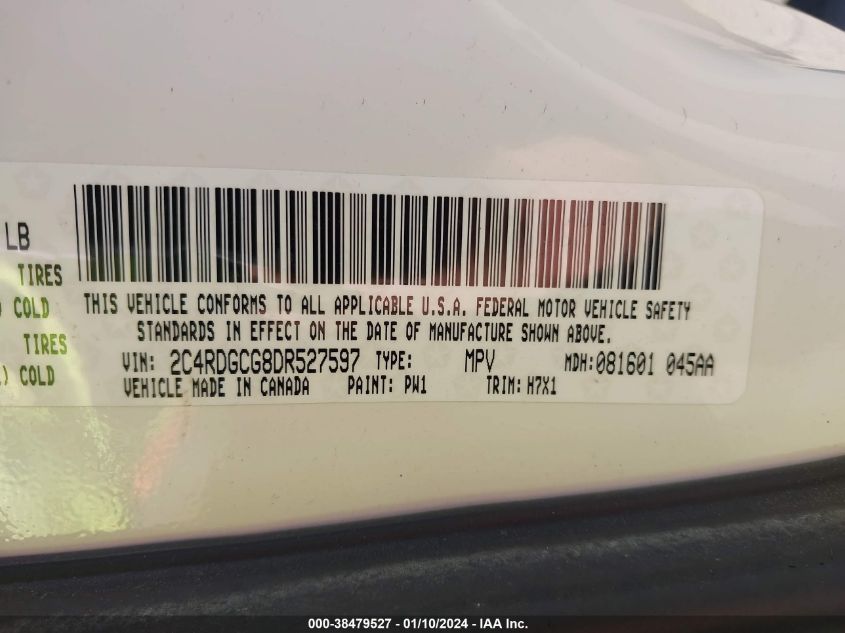 LB
TIRES
) COLD
TIRES
) COLD
THIS VEHICLE CONFORMS TO ALL APPLICABLE U.S.A. FEDERAL MOTOR VEHICLE SAFETY
STANDARDS IN EFFECT ON THE DATE OF MANUFACTURE SHOWN ABOVE.
VIN: 2C4RDGCG8DR527597 TYPE: MPV MDH:081601 045AA
VEHICLE MADE IN CANADA PAINT: PW1 TRIM: H7X1
000-38479527 - 01/10/2024 - IAA Inc.